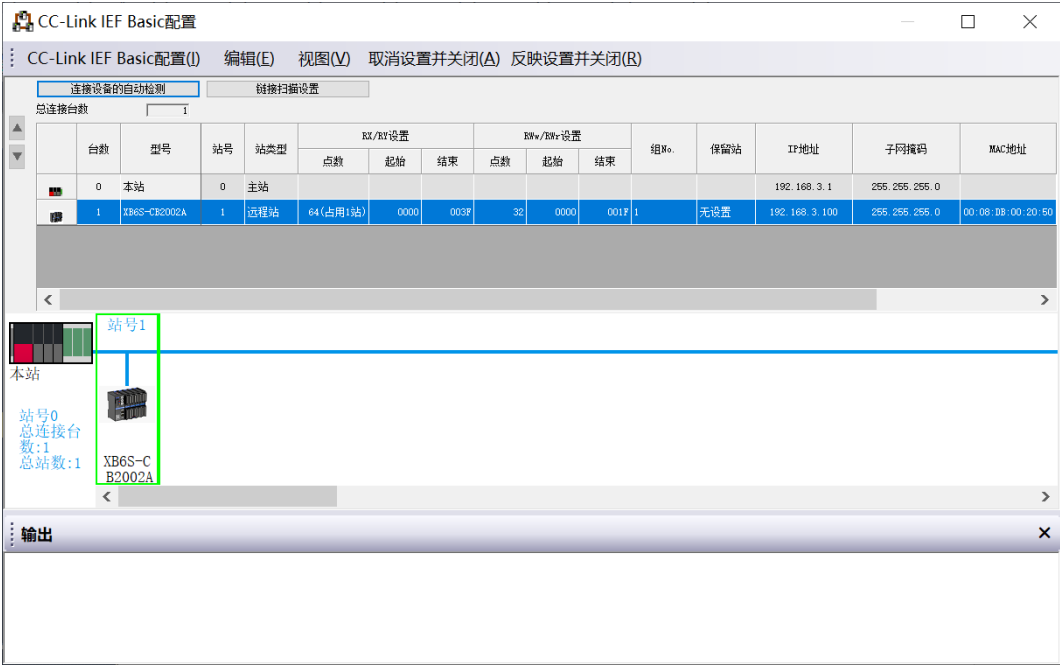 CC-Link IEF Basic配置
CC-Link IEF Basic配置(I) 编辑(E) 视图(V) 取消设置并关闭(A) 反映设置并关闭(R)
连接设备的自动检测 链接扫描设置
总连接台数 1
台数 型号 站号 站类型 RX/RY设置 RWw/RWr设置 组No. 保留站 IP地址 子网掩码 MAC地址
点数 起始 结束 点数 起始 结束
0 本站 0 主站 192.168.3.1 255.255.255.0
1 XB6S-CB2002A 1 远程站 64(占用1站) 0000 003F 32 0000 001F 1 无设置 192.168.3.100 255.255.255.0 00:08:DB:00:20:50
站号1
本站
站号0
总连接台
数:1
总站数:1
XB6S-C
B2002A
输出